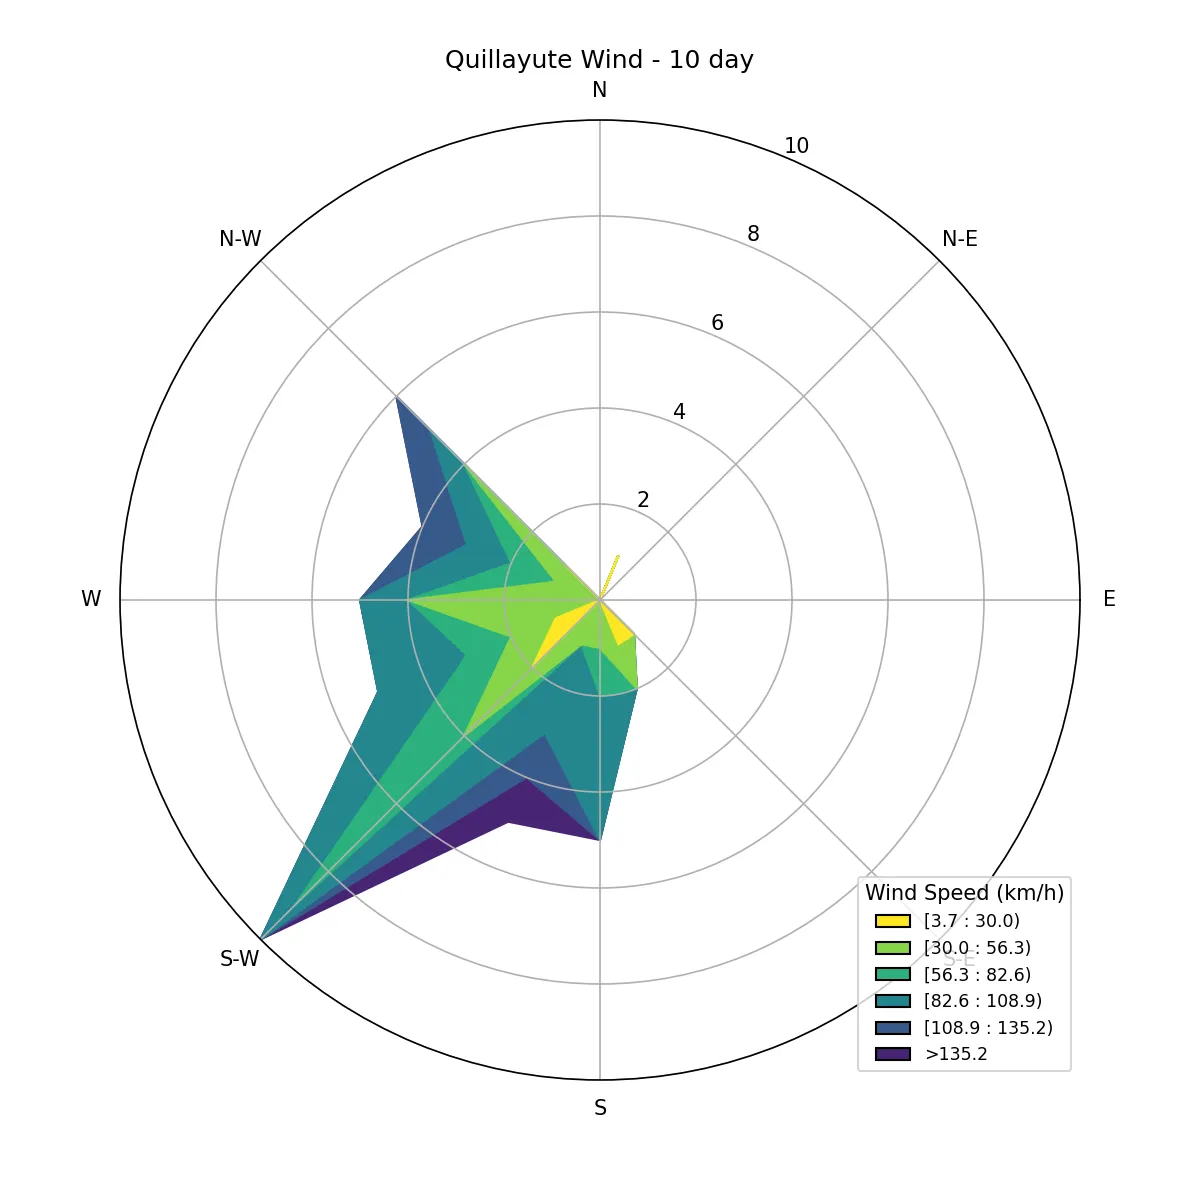 Quillayute Wind - 10 day
N
10
N-W
N-E
8
6
4
2
W
E
Wind Speed (km/h)
[3.7 : 30.0)
[30.0 : 56.3)
S-W
S-E
[56.3 : 82.6)
[82.6 : 108.9)
[108.9 : 135.2)
>135.2
S